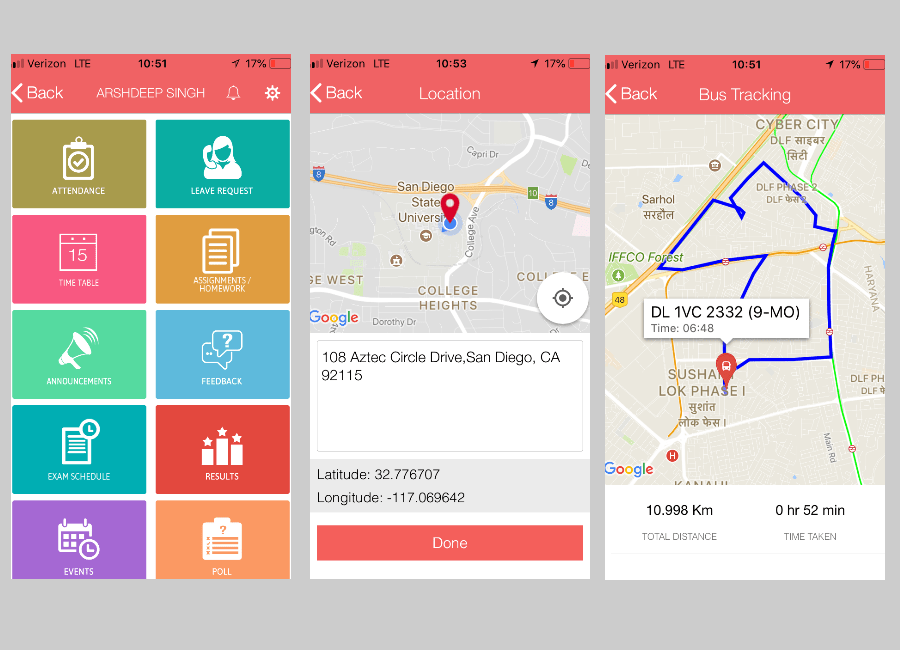 Verizon LTE 10:51 17%
Back ARSHDEEP SINGH
ATTENDANCE
LEAVE REQUEST
15
TIME TABLE
ASSIGNMENTS /
HOMEWORK
ANNOUNCEMENTS
?
FEEDBACK
EXAM SCHEDULE
RESULTS
EVENTS
?
POLL
Verizon LTE 10:53 17%
Back Location
Capri Dr
8
San Diego
State
University
10
8
College Ave
GE WEST
COLLEGE
HEIGHTS
COLLEGE E
Google
Dorothy Dr
108 Aztec Circle Drive,San Diego, CA
92115
Latitude: 32.776707
Longitude: -117.069642
Done
Verizon LTE 10:51 17%
Back Bus Tracking
CYBER CITY
DLF साइबर
सिटी
DLF PHASE 2
DLF फेस 2
Sarhol
सरहौल
IFFCO Forest
48
HARYANA
DL 1VC 2332 (9-MO)
Time: 06:48
SUSHAN
LOK PHASE I
सुशांत
लोक फेस I
DLF PH
DLF फे
Main Rd
H
Google
KANAHI
10.998 Km 0 hr 52 min
TOTAL DISTANCE TIME TAKEN